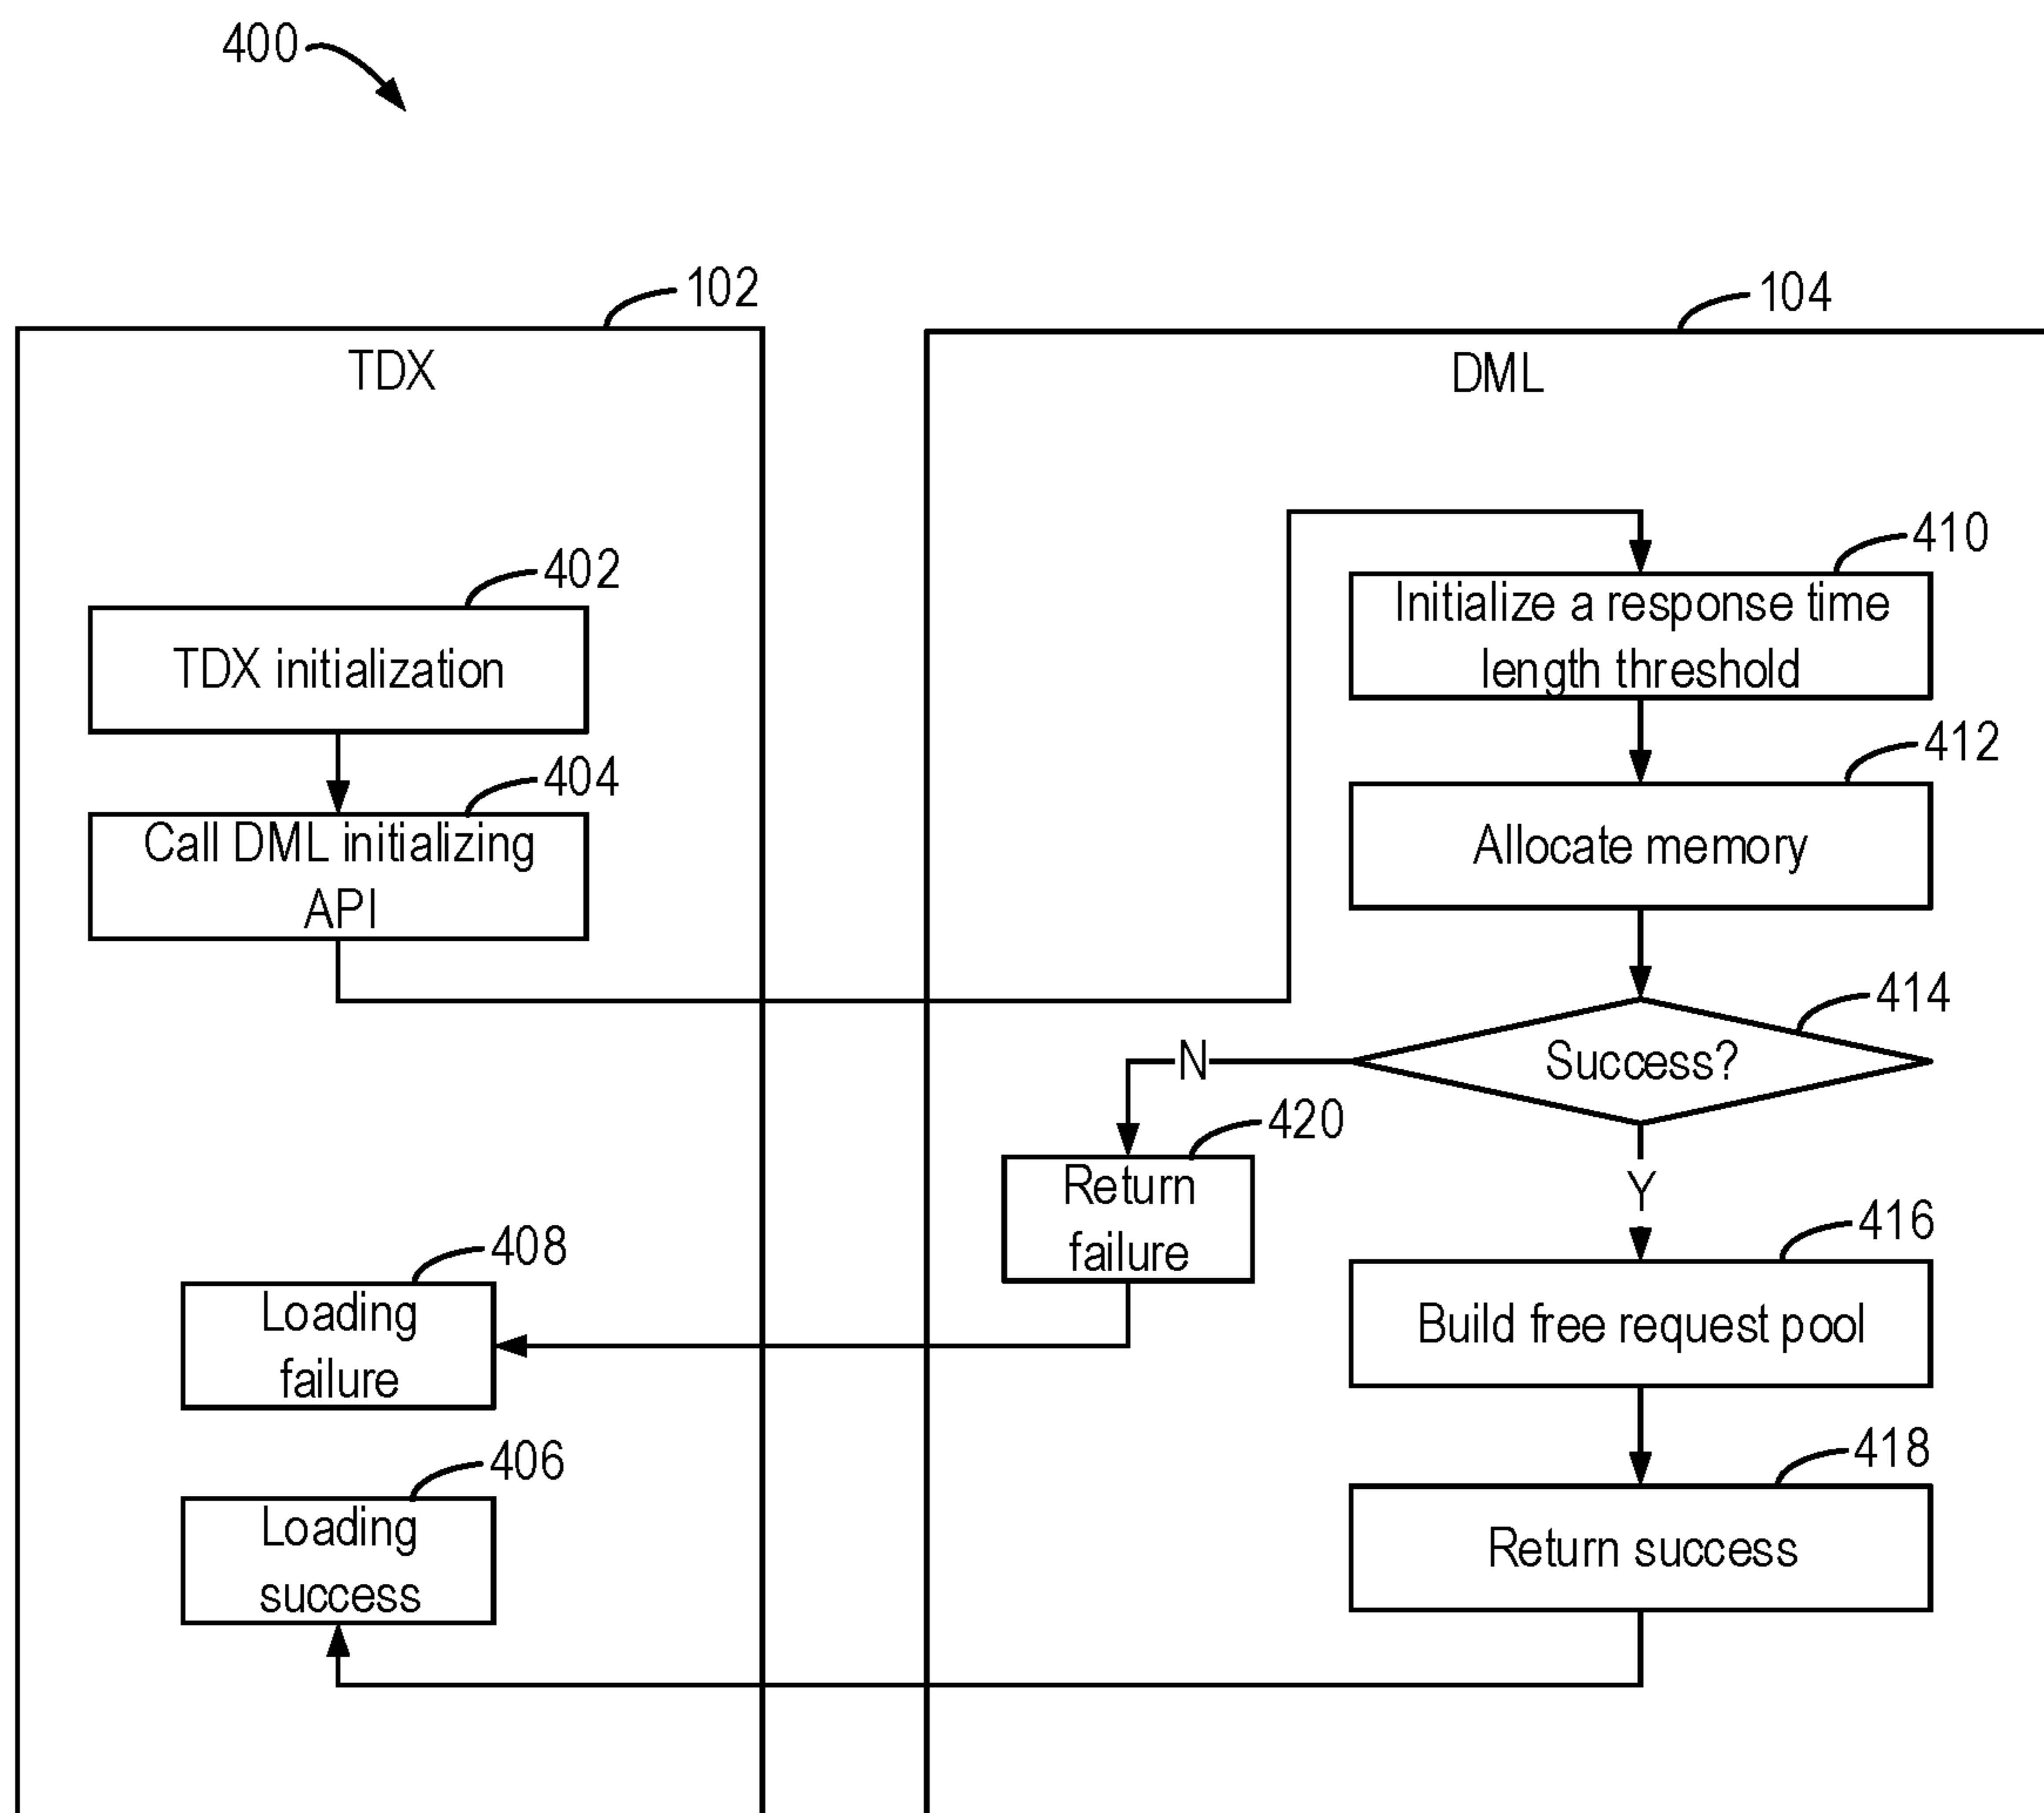 400
102
104
TDX
DML
402
TDX initialization
404
Call DML initializing
API
410
Initialize a response time
length threshold
412
Allocate memory
414
Success?
N
Y
420
Return
failure
408
Loading
failure
416
Build free request pool
406
Loading
success
418
Return success